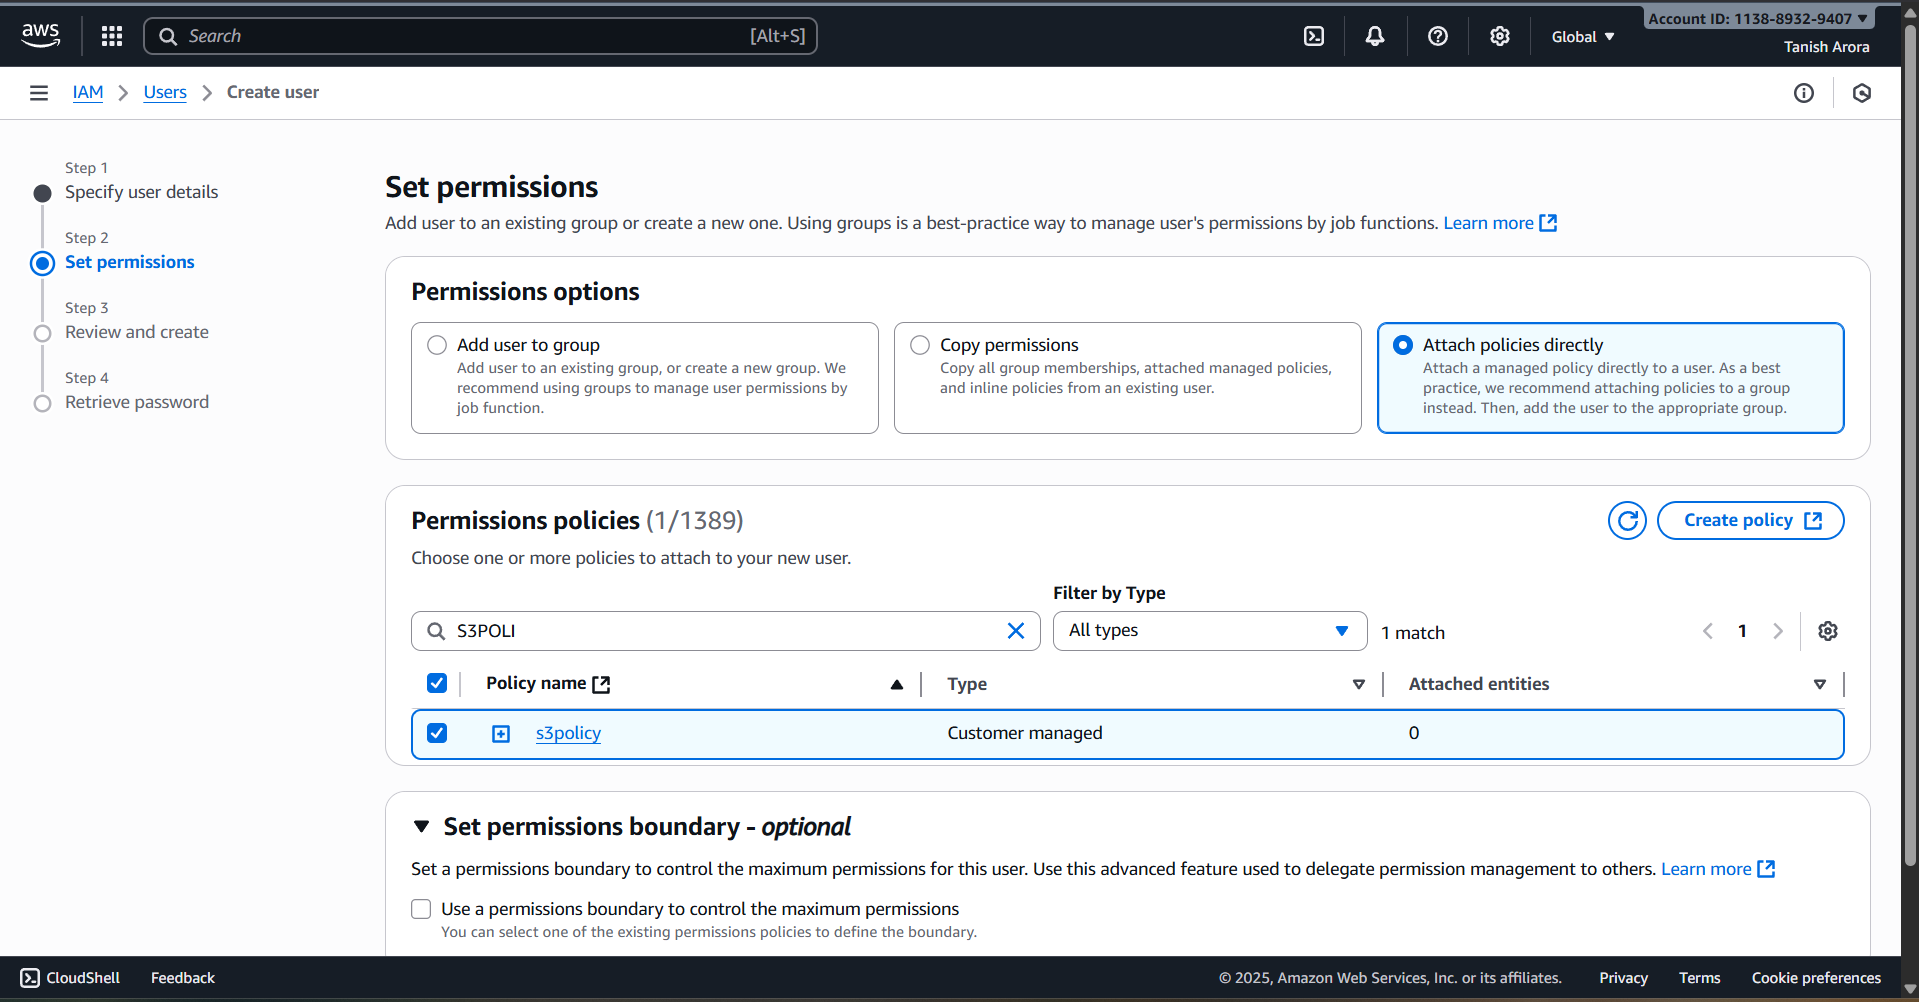 aws
Search
[Alt+S]
Global
Account ID: 1138-8932-9407
Tanish Arora
IAM
Users
Create user
Step 1
Specify user details
Step 2
Set permissions
Step 3
Review and create
Step 4
Retrieve password
Set permissions
Add user to an existing group or create a new one. Using groups is a best-practice way to manage user's permissions by job functions. Learn more
Permissions options
Add user to group
Add user to an existing group, or create a new group. We
recommend using groups to manage user permissions by
job function.
Copy permissions
Copy all group memberships, attached managed policies,
and inline policies from an existing user.
Attach policies directly
Attach a managed policy directly to a user. As a best
practice, we recommend attaching policies to a group
instead. Then, add the user to the appropriate group.
Permissions policies (1/1389)
Create policy
Choose one or more policies to attach to your new user.
Filter by Type
S3POLI
All types
1 match
1
Policy name
Type
Attached entities
s3policy
Customer managed
0
Set permissions boundary - optional
Set a permissions boundary to control the maximum permissions for this user. Use this advanced feature used to delegate permission management to others. Learn more
Use a permissions boundary to control the maximum permissions
You can select one of the existing permissions policies to define the boundary.
CloudShell
Feedback
© 2025, Amazon Web Services, Inc. or its affiliates.
Privacy
Terms
Cookie preferences